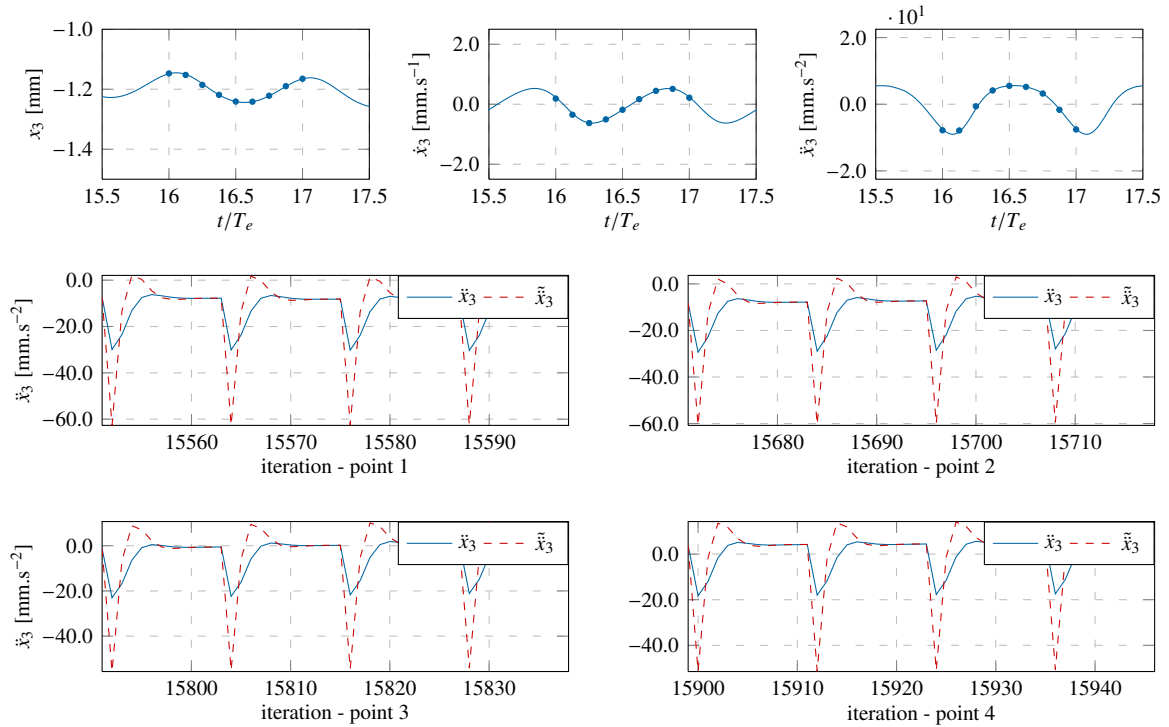 −1.0
−1.2
−1.4
x₃ [mm]
15.5 16 16.5 17 17.5
t/Tₑ
2.0
0.0
−2.0
ẋ₃ [mm.s⁻¹]
15.5 16 16.5 17 17.5
t/Tₑ
· 10¹
2.0
0.0
−2.0
ẍ₃ [mm.s⁻²]
15.5 16 16.5 17 17.5
t/Tₑ
0.0
−20.0
−40.0
−60.0
ẍ₃ [mm.s⁻²]
ẍ₃ x̃̈₃
15560 15570 15580 15590
iteration - point 1
0.0
−20.0
−40.0
−60.0
ẍ₃ x̃̈₃
15680 15690 15700 15710
iteration - point 2
0.0
−20.0
−40.0
ẍ₃ [mm.s⁻²]
ẍ₃ x̃̈₃
15800 15810 15820 15830
iteration - point 3
0.0
−20.0
−40.0
ẍ₃ x̃̈₃
15900 15910 15920 15930 15940
iteration - point 4